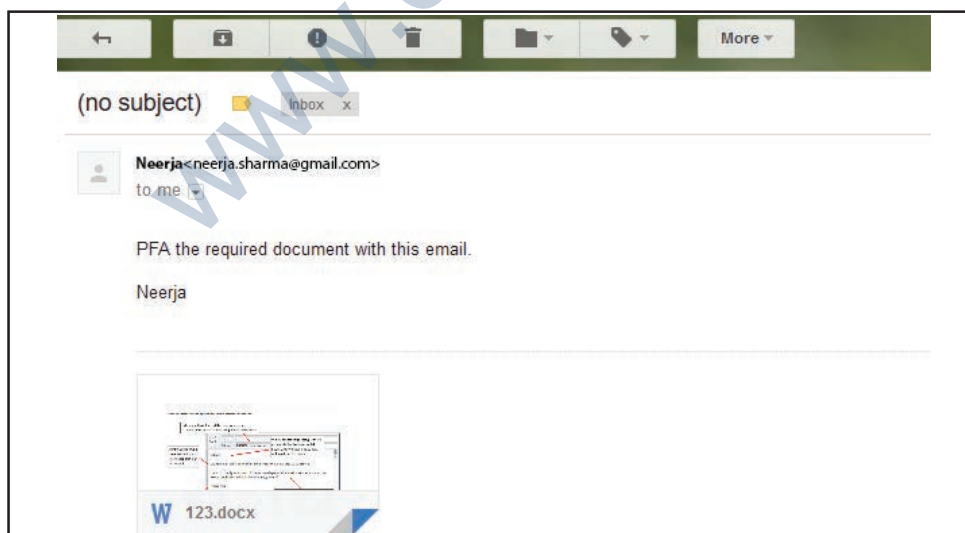 www.
More
(no subject) Inbox x
Neerja<neerja.sharma@gmail.com>
to me
PFA the required document with this email.
Neerja
W 123.docx